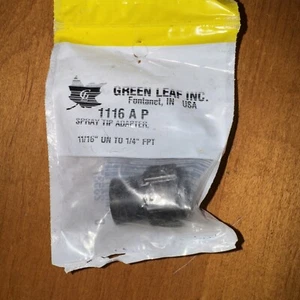 GREEN LEAF INC.
Fontanet, IN USA
1116 A P
SPRAY TIP ADAPTER.
11/16" UN TO 1/4" FPT